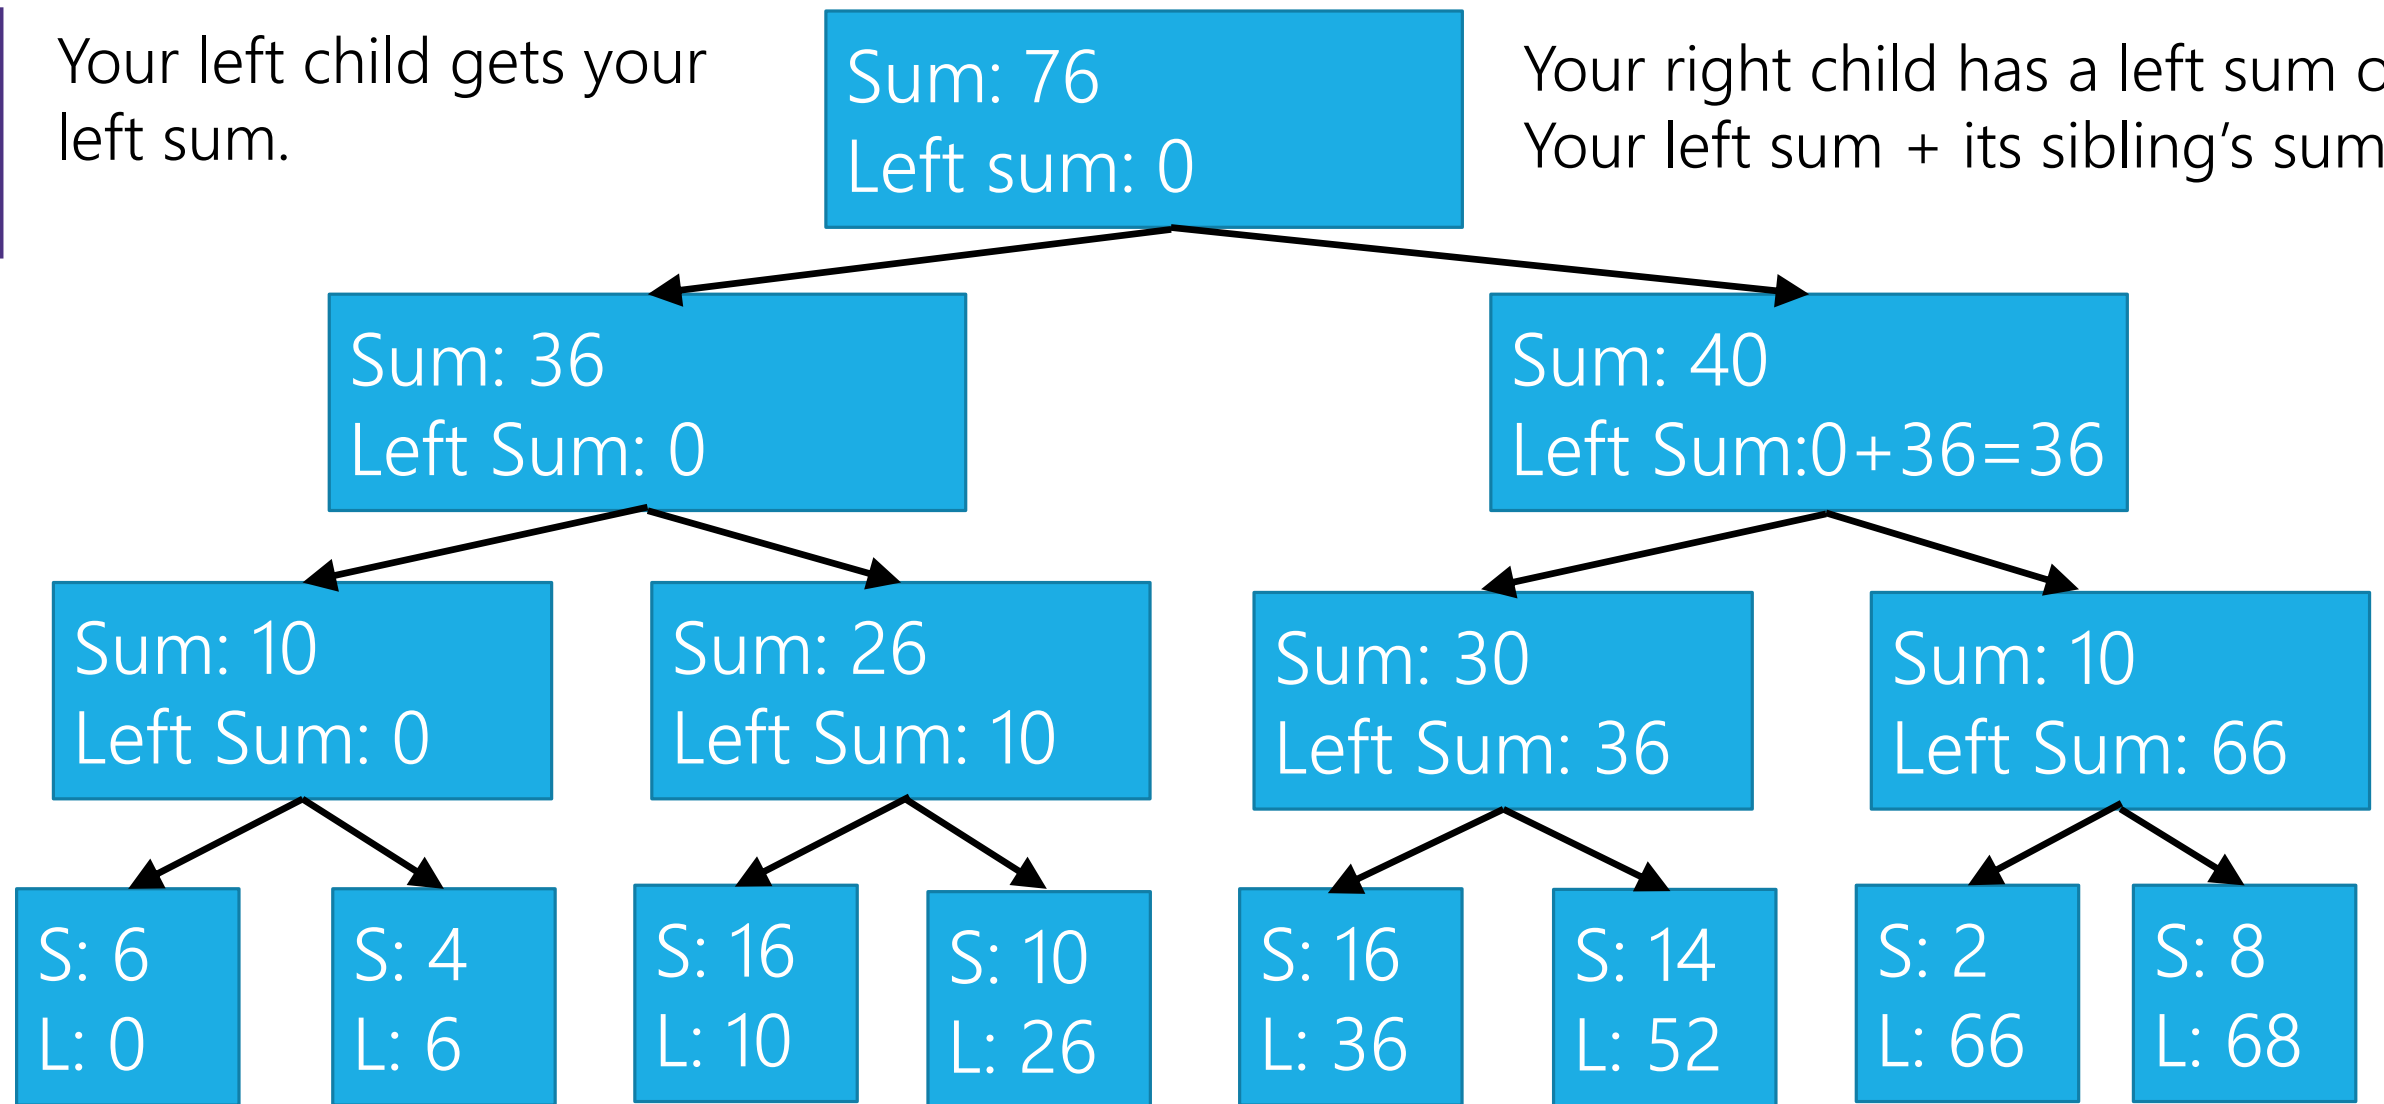 Your left child gets your
left sum.
Sum: 76
Left sum: 0
Your right child has a left sum
Your left sum + its sibling's sum
Sum: 36
Left Sum: 0
Sum: 40
Left Sum:0+36=36
Sum: 10
Left Sum: 0
Sum: 26
Left Sum: 10
Sum: 30
Left Sum: 36
Sum: 10
Left Sum: 66
S: 6
L: 0
S: 4
L: 6
S: 16
L: 10
S: 10
L: 26
S: 16
L: 36
S: 14
L: 52
S: 2
L: 66
S: 8
L: 68